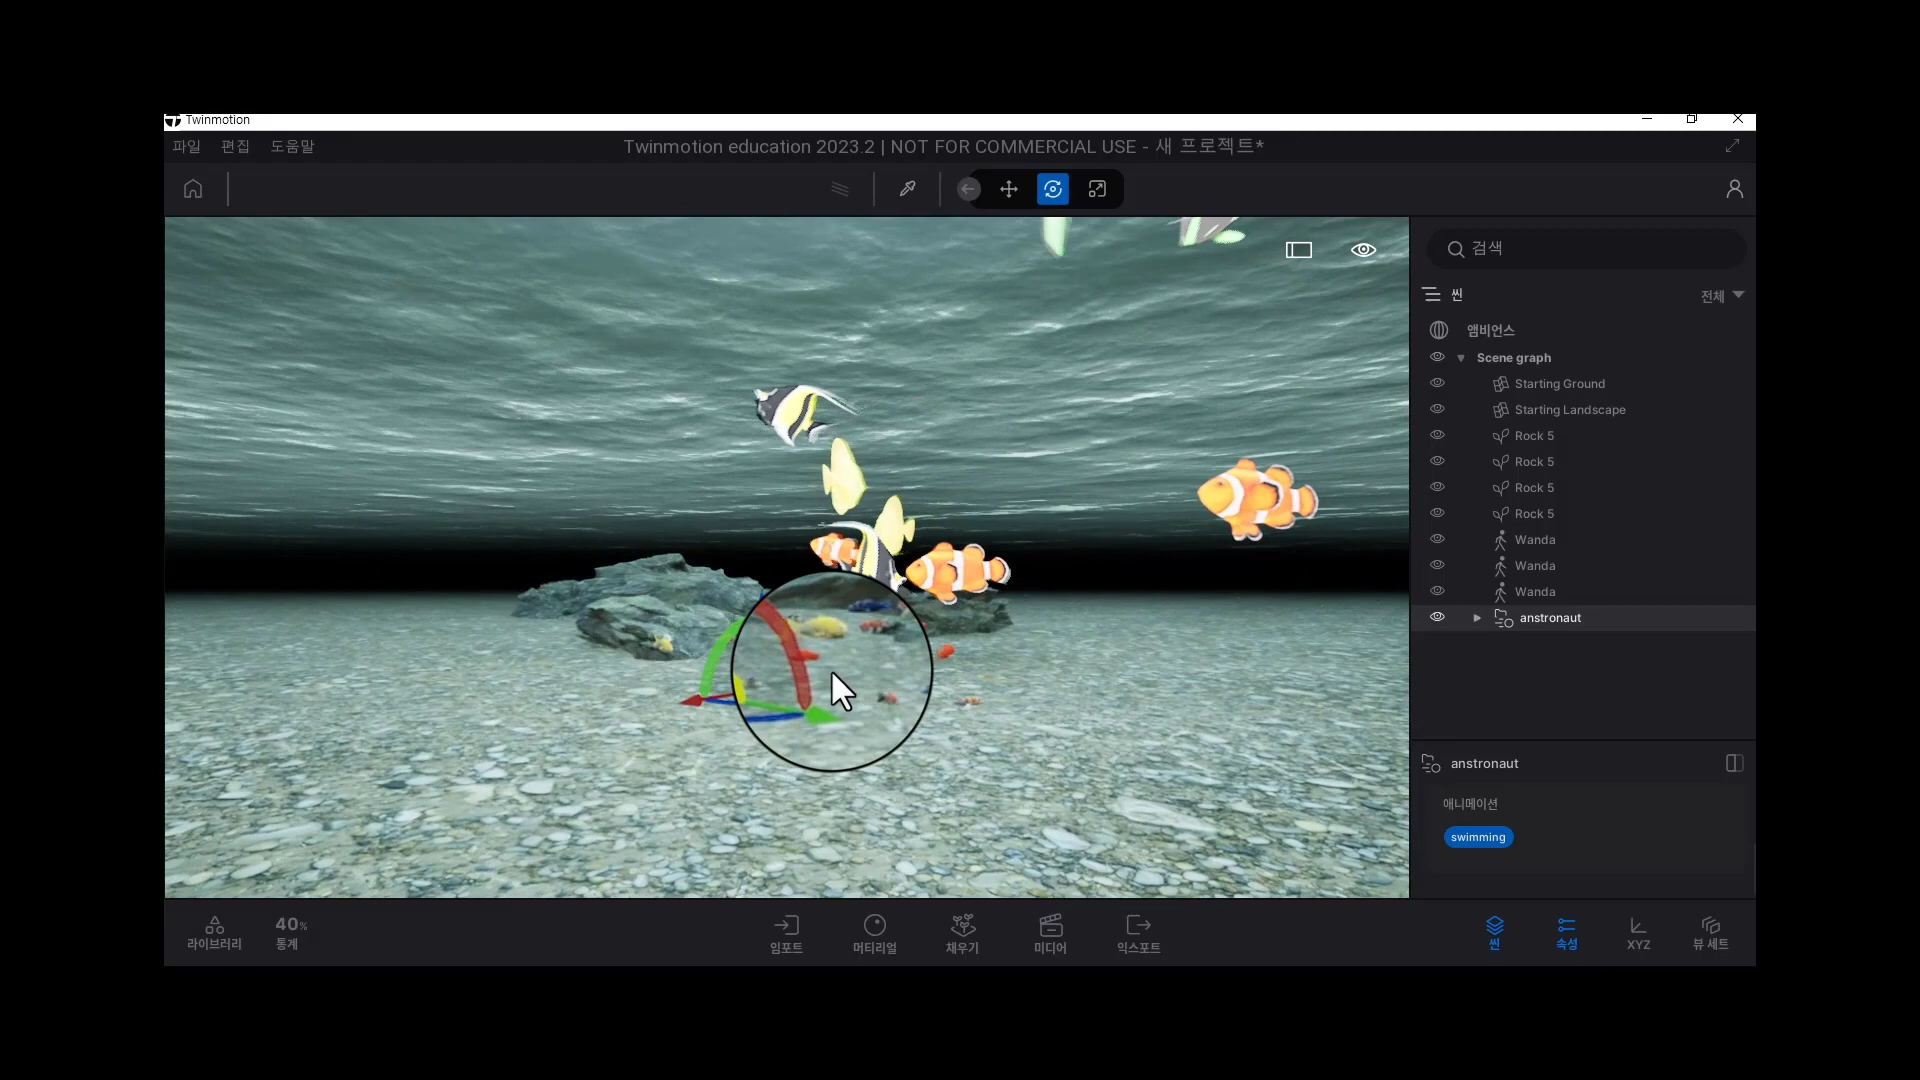 Twinmotion
파일 편집 도움말
Twinmotion education 2023.2 | NOT FOR COMMERCIAL USE - 새 프로젝트*
검색
씬 전체
앰비언스
Scene graph
Starting Ground
Starting Landscape
Rock 5
Rock 5
Rock 5
Rock 5
Wanda
Wanda
Wanda
anstronaut
anstronaut
애니메이션
swimming
라이브러리
40%
통계
임포트
머티리얼
채우기
미디어
익스포트
씬
속성
XYZ
뷰 세트